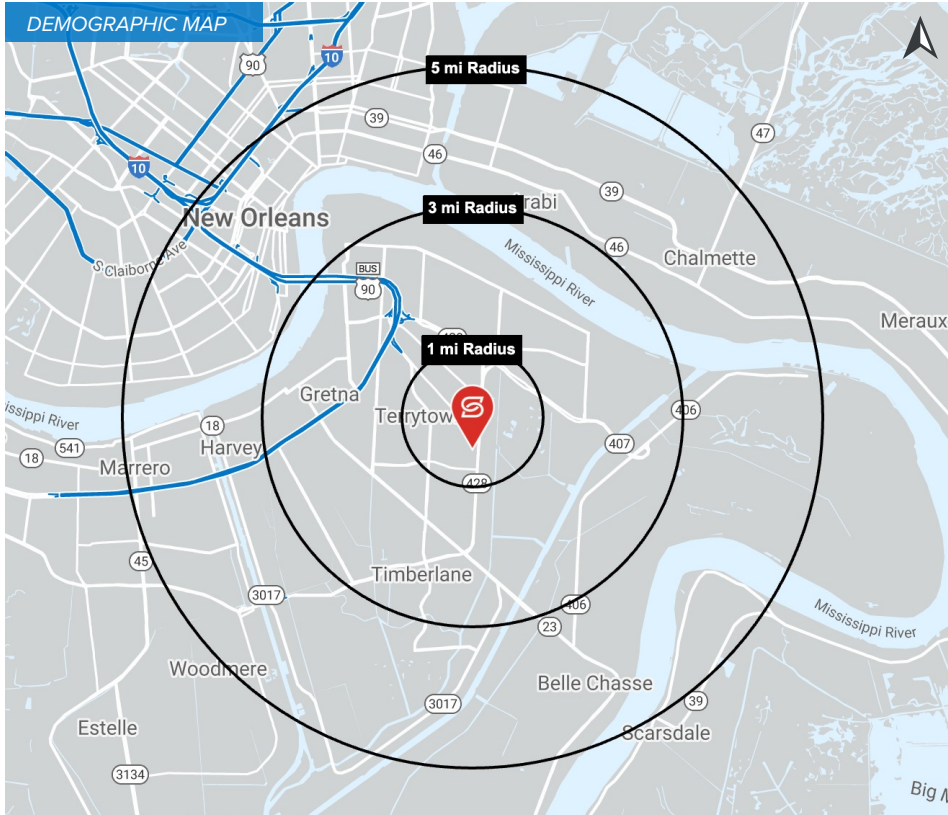 DEMOGRAPHIC MAP
10
90
5 mi Radius
39
47
46
10
39
3 mi Radius
New Orleans
46
Mississippi River
Chalmette
S Claiborne Ave
BUS
90
Meraux
1 mi Radius
Gretna
Terrytow
406
18
Harvey
407
541
18
Marrero
428
45
Timberlane
3017
406
23
Mississippi River
Woodmere
Belle Chasse
3017
39
Estelle
Scarsdale
3134
Big